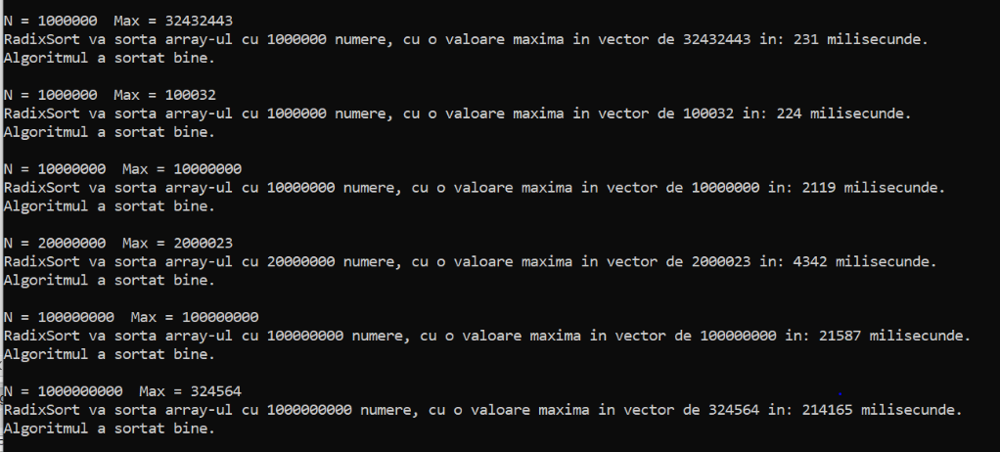 N = 1000000  Max = 32432443
RadixSort va sorta array-ul cu 1000000 numere, cu o valoare maxima in vector de 32432443 in: 231 milisecunde.
Algoritmul a sortat bine.
N = 1000000  Max = 100032
RadixSort va sorta array-ul cu 1000000 numere, cu o valoare maxima in vector de 100032 in: 224 milisecunde.
Algoritmul a sortat bine.
N = 10000000  Max = 10000000
RadixSort va sorta array-ul cu 10000000 numere, cu o valoare maxima in vector de 10000000 in: 2119 milisecunde.
Algoritmul a sortat bine.
N = 20000000  Max = 2000023
RadixSort va sorta array-ul cu 20000000 numere, cu o valoare maxima in vector de 2000023 in: 4342 milisecunde.
Algoritmul a sortat bine.
N = 100000000  Max = 100000000
RadixSort va sorta array-ul cu 100000000 numere, cu o valoare maxima in vector de 100000000 in: 21587 milisecunde.
Algoritmul a sortat bine.
N = 1000000000  Max = 324564
RadixSort va sorta array-ul cu 1000000000 numere, cu o valoare maxima in vector de 324564 in: 214165 milisecunde.
Algoritmul a sortat bine.